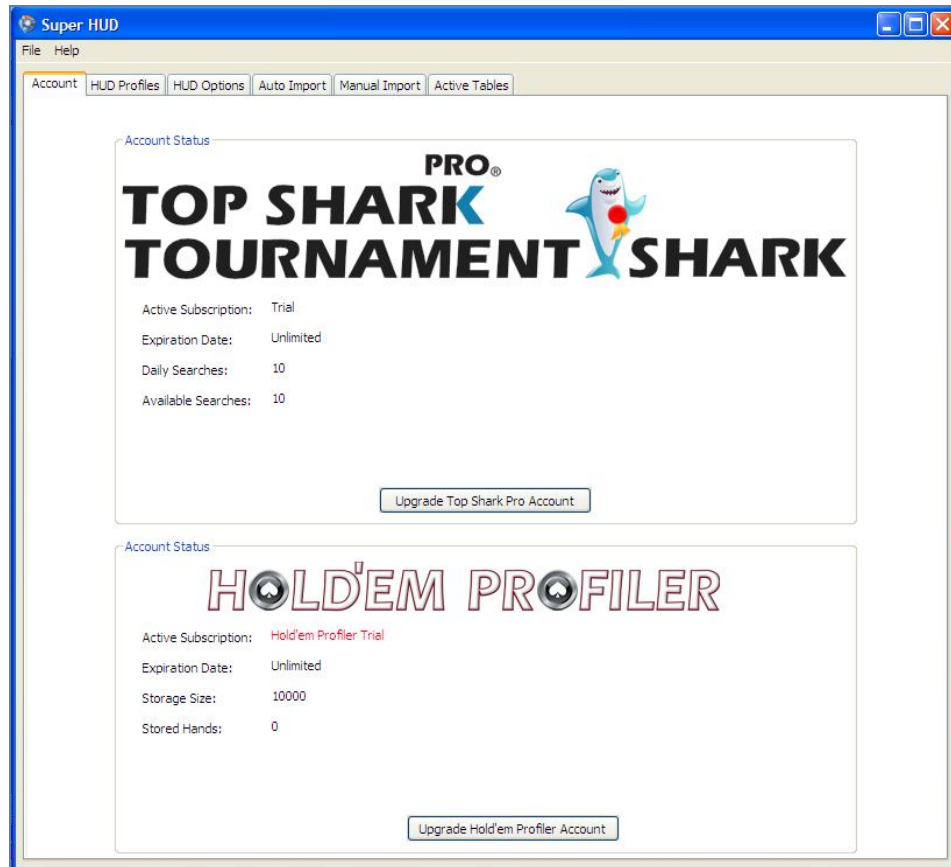 Super HUD
File Help
Account HUD Profiles HUD Options Auto Import Manual Import Active Tables
Account Status
PRO®
TOP SHARK
TOURNAMENT SHARK
Active Subscription: Trial
Expiration Date: Unlimited
Daily Searches: 10
Available Searches: 10
Upgrade Top Shark Pro Account
Account Status
HOLD'EM PROFILER
Active Subscription: Hold'em Profiler Trial
Expiration Date: Unlimited
Storage Size: 10000
Stored Hands: 0
Upgrade Hold'em Profiler Account